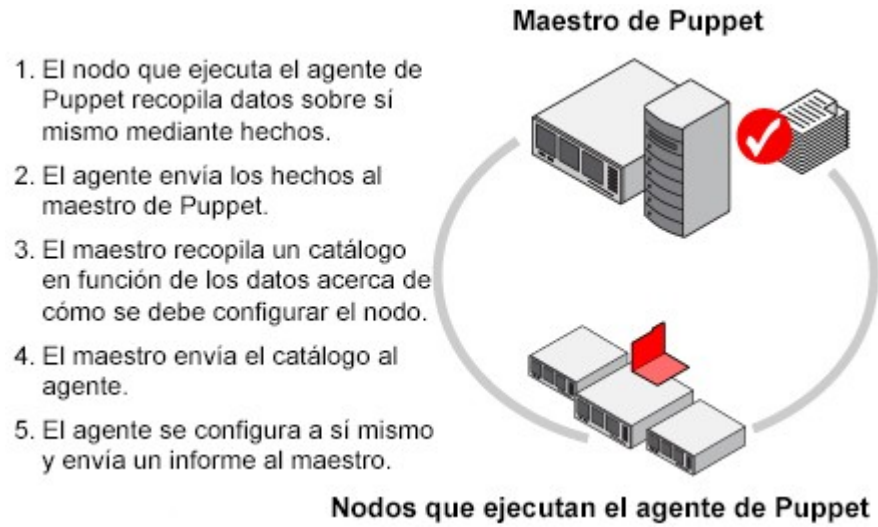 Maestro de Puppet
1. El nodo que ejecuta el agente de
Puppet recopila datos sobre sí
mismo mediante hechos.
2. El agente envía los hechos al
maestro de Puppet.
3. El maestro recopila un catálogo
en función de los datos acerca de
cómo se debe configurar el nodo.
4. El maestro envía el catálogo al
agente.
5. El agente se configura a sí mismo
y envía un informe al maestro.
Nodos que ejecutan el agente de Puppet